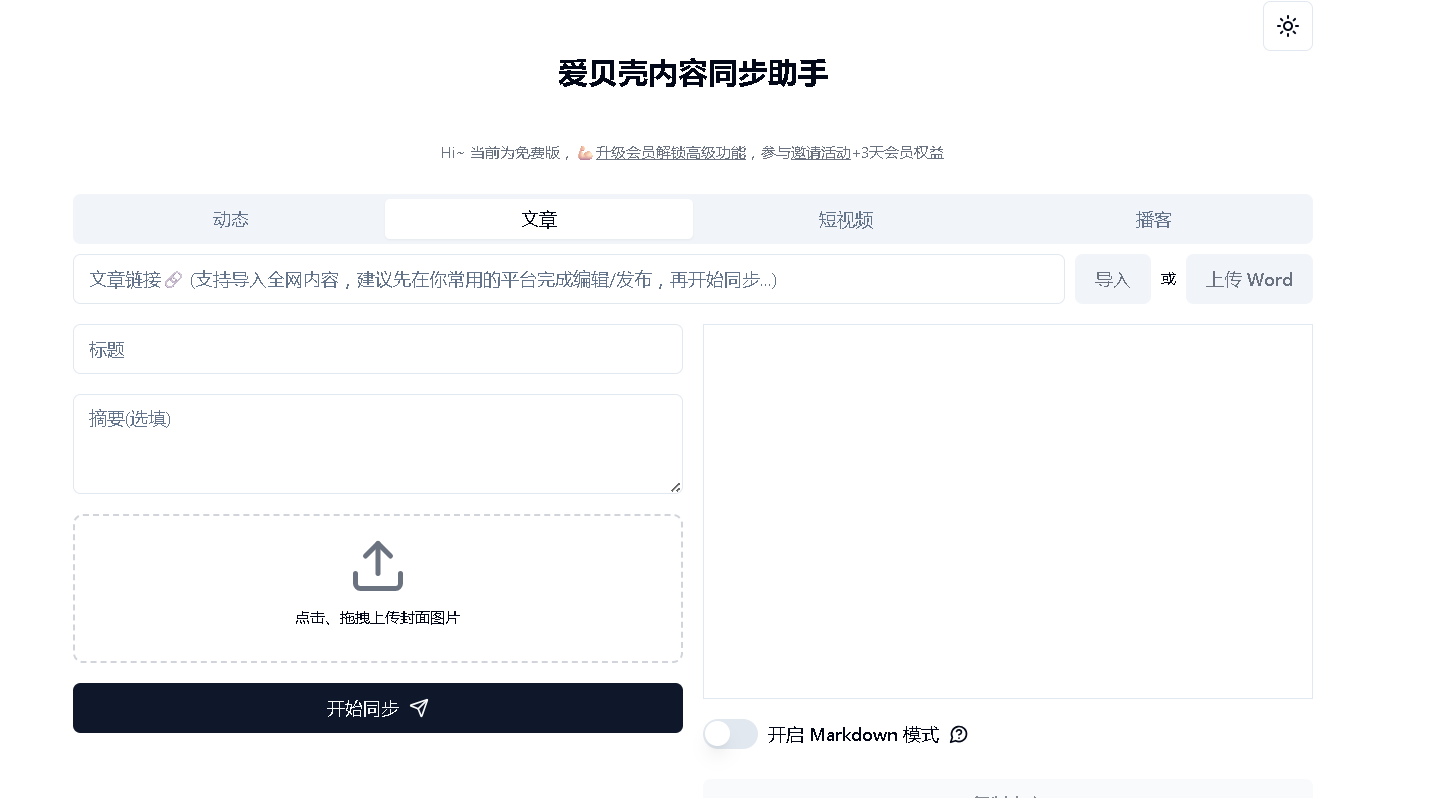 爱贝壳内容同步助手
Hi~ 当前为免费版，💪🏻升级会员解锁高级功能，参与邀请活动+3天会员权益
动态 文章 短视频 播客
文章链接🔗 (支持导入全网内容，建议先在你常用的平台完成编辑/发布，再开始同步...) 导入 或 上传 Word
标题
摘要(选填)
点击、拖拽上传封面图片
开始同步
开启 Markdown 模式